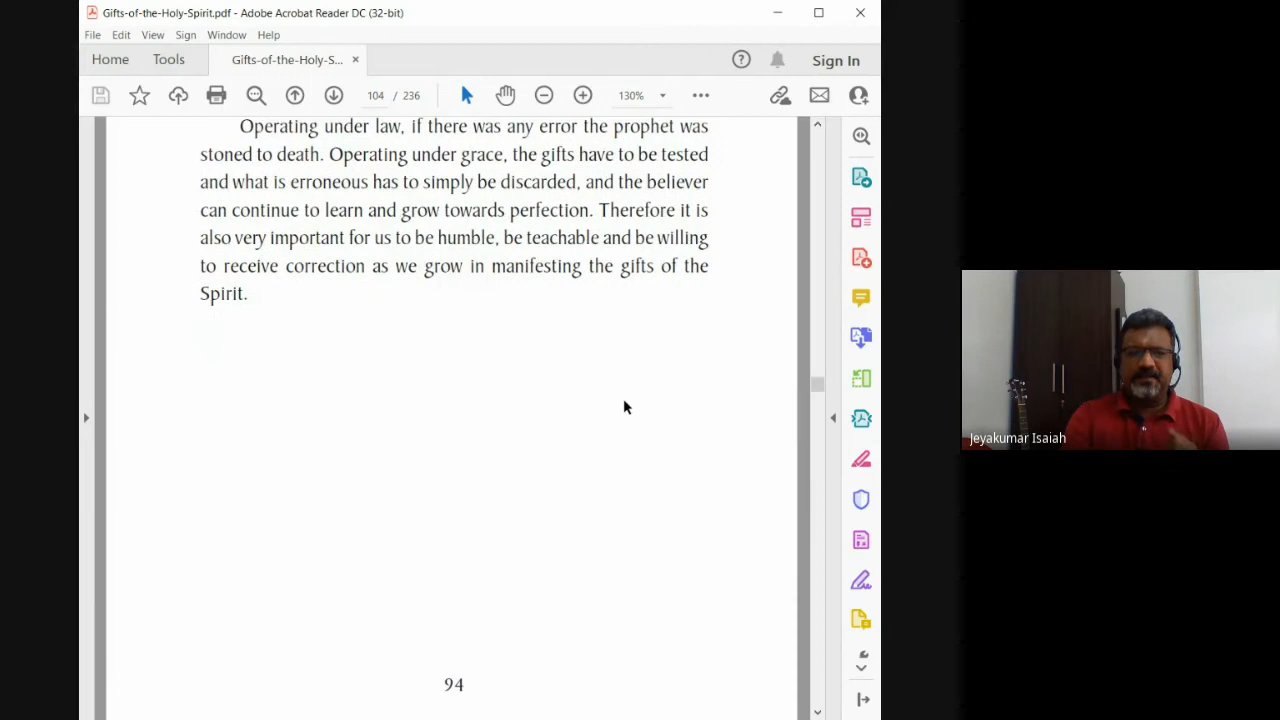 Gifts-of-the-Holy-Spirit.pdf - Adobe Acrobat Reader DC (32-bit)
File Edit View Sign Window Help
Home Tools Gifts-of-the-Holy-S... × Sign In
104 / 236 130%
Operating under law, if there was any error the prophet was
stoned to death. Operating under grace, the gifts have to be tested
and what is erroneous has to simply be discarded, and the believer
can continue to learn and grow towards perfection. Therefore it is
also very important for us to be humble, be teachable and be willing
to receive correction as we grow in manifesting the gifts of the
Spirit.
94
Jeyakumar Isaiah